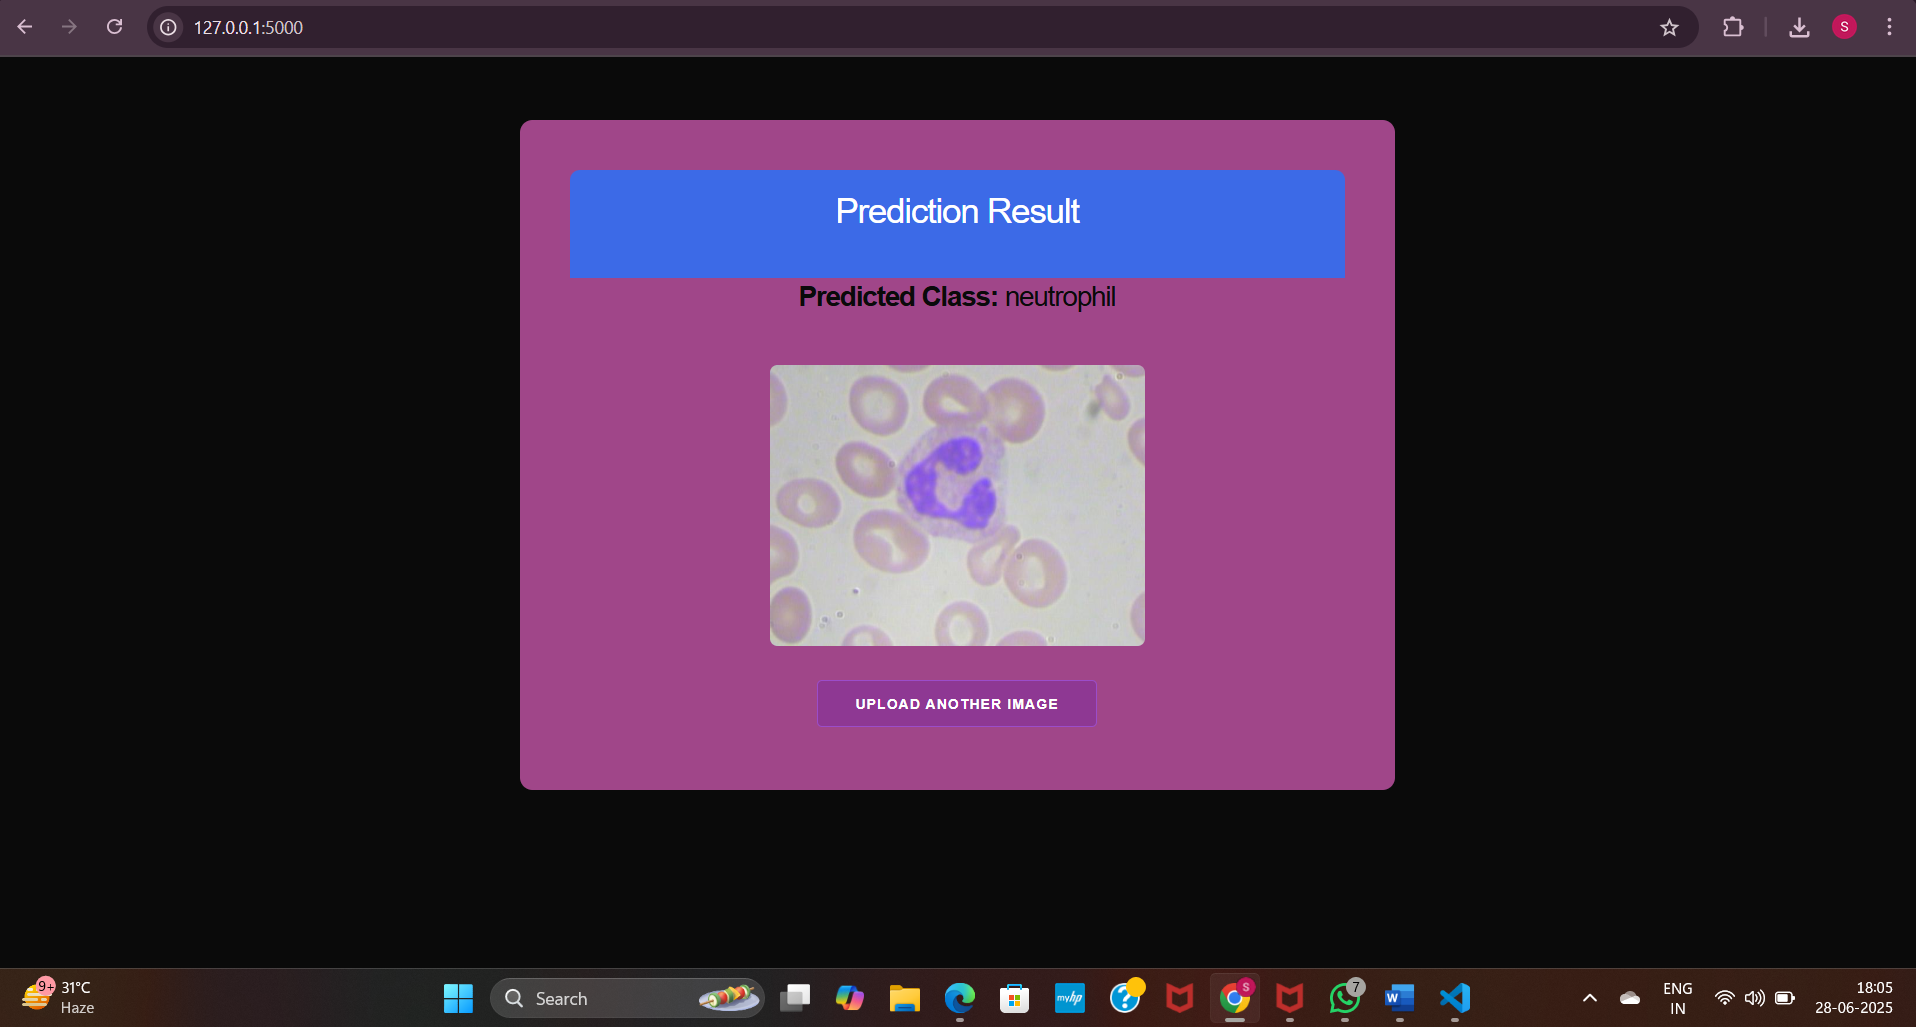 127.0.0.1:5000
S
Prediction Result
Predicted Class: neutrophil
UPLOAD ANOTHER IMAGE
9+
31°C
Haze
Search
myhp
?
S
7
W
ENG
IN
18:05
28-06-2025